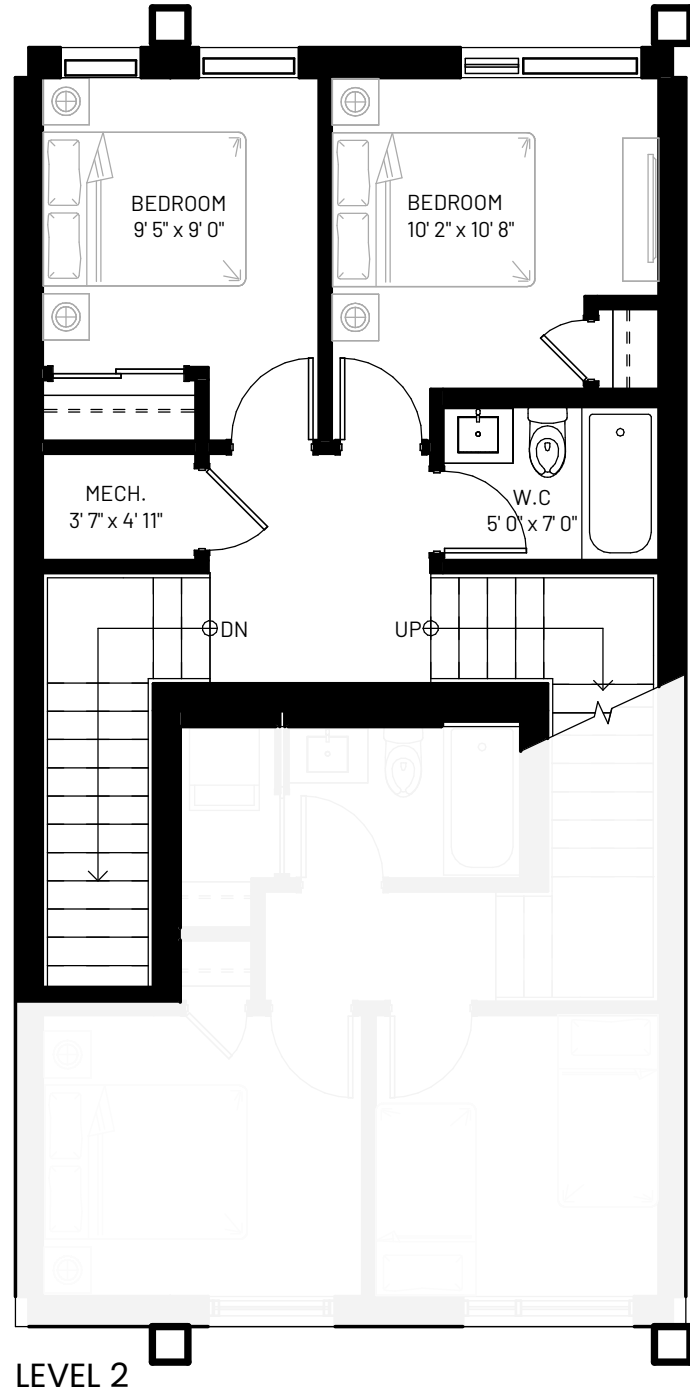 BEDROOM
9' 5" x 9' 0"
BEDROOM
10' 2" x 10' 8"
MECH.
3' 7" x 4' 11"
W.C
5' 0" x 7' 0"
DN
UP
LEVEL 2